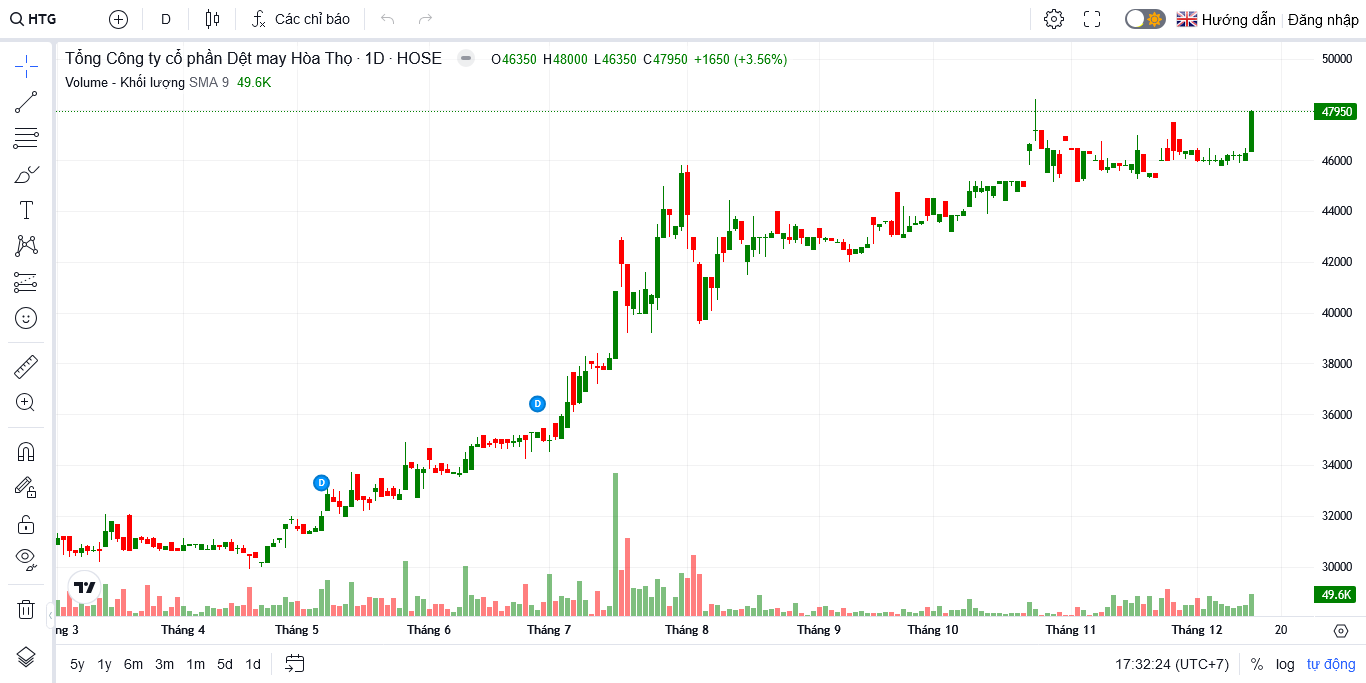 HTG D Các chỉ báo Hướng dẫn Đăng nhập
Tổng Công ty cổ phần Dệt may Hòa Thọ · 1D · HOSE O46350 H48000 L46350 C47950 +1650 (+3.56%)
Volume - Khối lượng SMA 9 49.6K
50000
47950
46000
44000
42000
40000
38000
D
36000
34000
D
32000
30000
49.6K
ng 3 Tháng 4 Tháng 5 Tháng 6 Tháng 7 Tháng 8 Tháng 9 Tháng 10 Tháng 11 Tháng 12 20
5y 1y 6m 3m 1m 5d 1d 17:32:24 (UTC+7) % log tự động